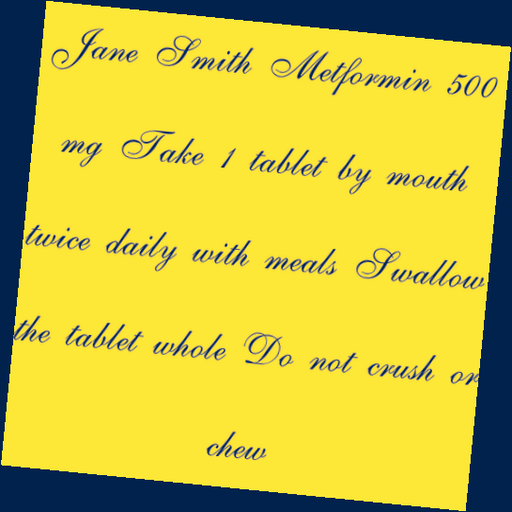 Jane Smith Metformin 500
mg Take 1 tablet by mouth
twice daily with meals Swallow
the tablet whole Do not crush or
chew